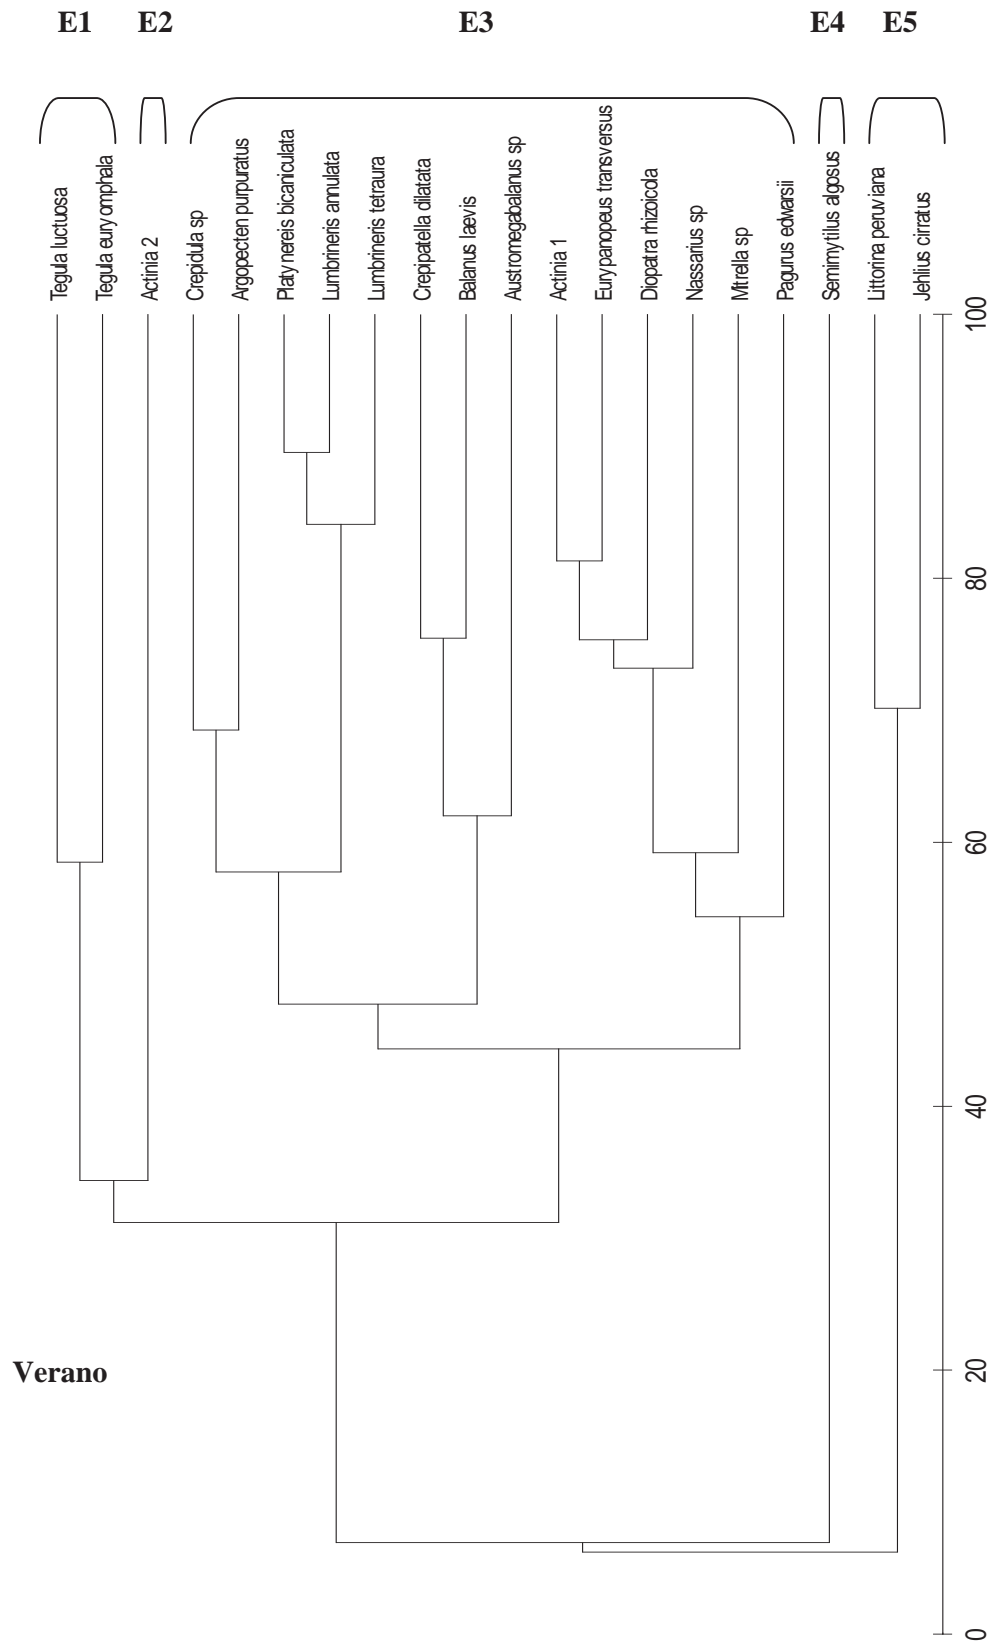 E1 E2 E3 E4 E5
Tegula luctuosa
Tegula euryomphala
Actinia 2
Crepidula sp
Argopecten purpuratus
Platynereis bicaniculata
Lumbrineris annulata
Lumbrineris tetraura
Crepipatella dilatata
Balanus laevis
Austromegabalanus sp
Actinia 1
Eurypanopeus transversus
Diopatra rhizoicola
Nassarius sp
Mitrella sp
Pagurus edwarsii
Semimytilus algosus
Littorina peruviana
Jehlius cirratus
100
80
60
40
20
0
Verano